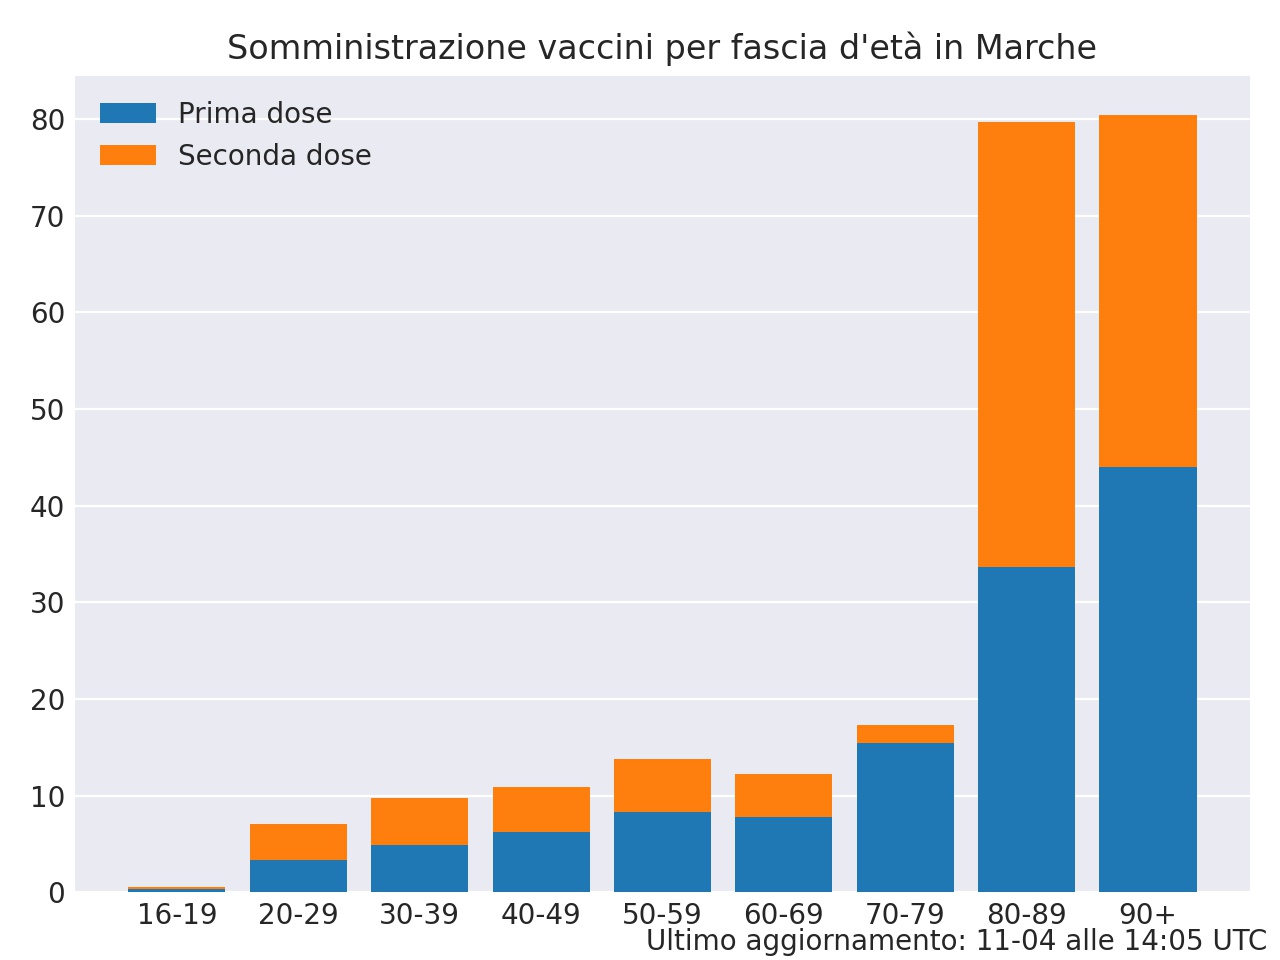 Somministrazione vaccini per fascia d'età in Marche
Prima dose
Seconda dose
80
70
60
50
40
30
20
10
0
16-19 20-29 30-39 40-49 50-59 60-69 70-79 80-89 90+
Ultimo aggiornamento: 11-04 alle 14:05 UTC